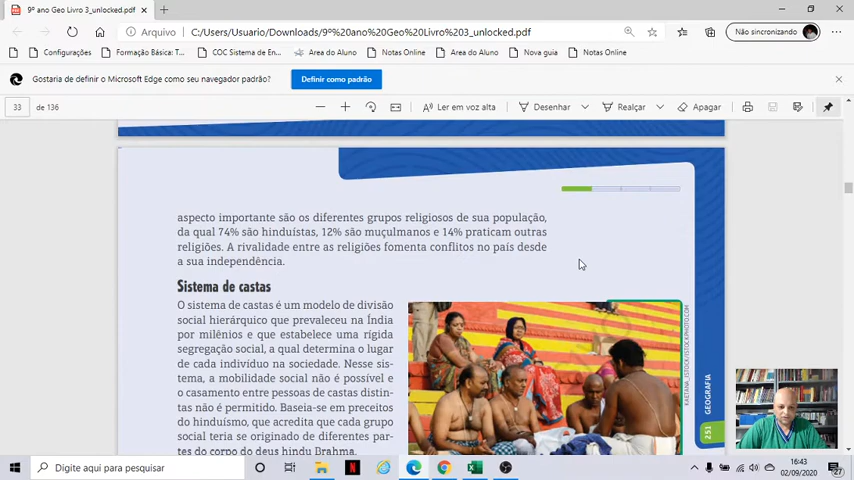 9º ano Geo Livro 3_unlocked.pdf
Arquivo
C:/Users/Usuario/Downloads/9º%20ano%20Geo%20Livro%203_unlocked.pdf
Não sincronizando
Configurações
Formação Básica: T...
COC Sistema de En...
Area do Aluno
Notas Online
Area do Aluno
Nova guia
Notas Online
Gostaria de definir o Microsoft Edge como seu navegador padrão?
Definir como padrão
33
de 136
Ler em voz alta
Desenhar
Realçar
Apagar
aspecto importante são os diferentes grupos religiosos de sua população,
da qual 74% são hinduístas, 12% são muçulmanos e 14% praticam outras
religiões. A rivalidade entre as religiões fomenta conflitos no país desde
a sua independência.
Sistema de castas
O sistema de castas é um modelo de divisão
social hierárquico que prevaleceu na Índia
por milênios e que estabelece uma rígida
segregação social, a qual determina o lugar
de cada indivíduo na sociedade. Nesse sis-
tema, a mobilidade social não é possível e
o casamento entre pessoas de castas distin-
tas não é permitido. Baseia-se em preceitos
do hinduísmo, que acredita que cada grupo
social teria se originado de diferentes par-
tes do corpo do deus hindu Brahma.
GEOGRAFIA
251
Digite aqui para pesquisar
16:43
02/09/2020
27